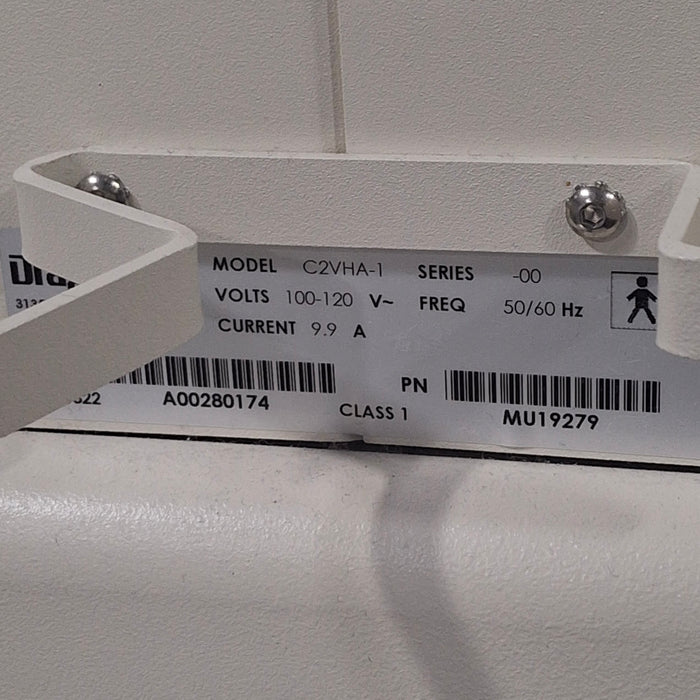 MODEL C2VHA-1 SERIES -00
VOLTS 100-120 V~ FREQ 50/60 Hz
CURRENT 9.9 A
PN
A00280174 CLASS 1 MU19279